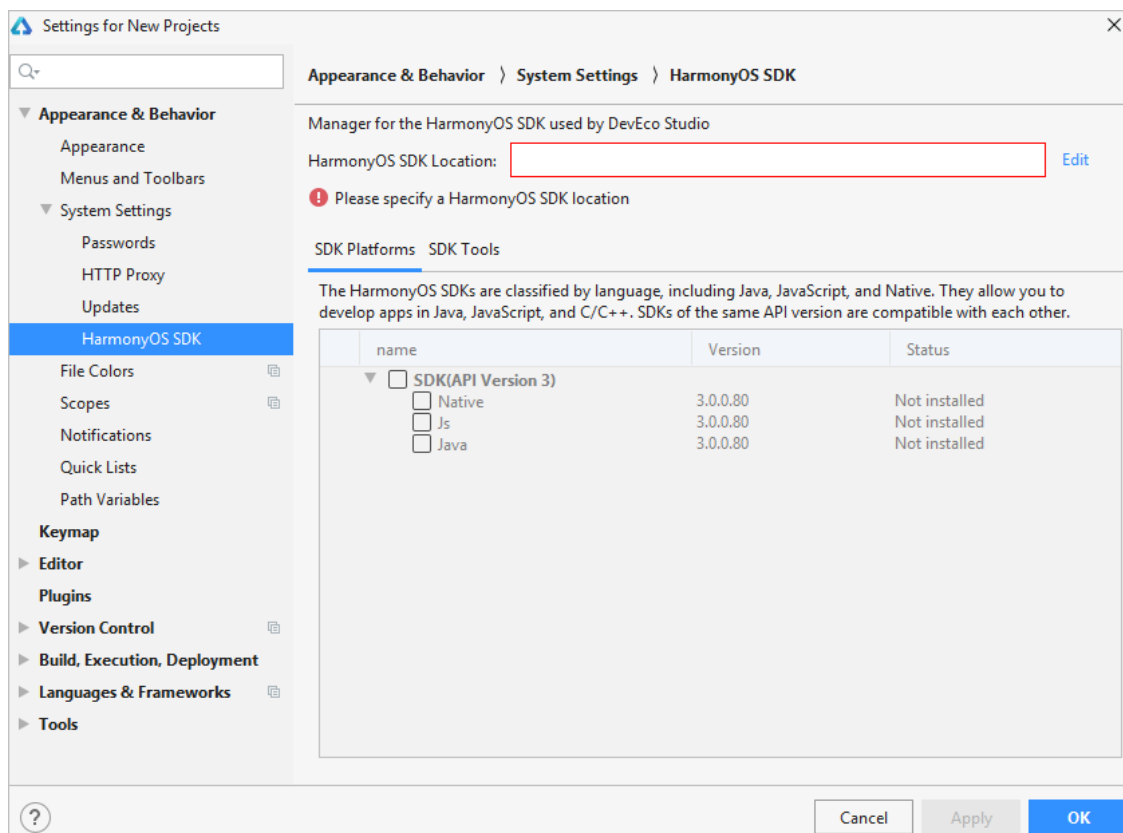 Settings for New Projects
Appearance & Behavior
Appearance
Menus and Toolbars
System Settings
Passwords
HTTP Proxy
Updates
HarmonyOS SDK
File Colors
Scopes
Notifications
Quick Lists
Path Variables
Keymap
Editor
Plugins
Version Control
Build, Execution, Deployment
Languages & Frameworks
Tools
Appearance & Behavior 〉 System Settings 〉 HarmonyOS SDK
Manager for the HarmonyOS SDK used by DevEco Studio
HarmonyOS SDK Location: Edit
Please specify a HarmonyOS SDK location
SDK Platforms SDK Tools
The HarmonyOS SDKs are classified by language, including Java, JavaScript, and Native. They allow you to
develop apps in Java, JavaScript, and C/C++. SDKs of the same API version are compatible with each other.
name Version Status
SDK(API Version 3)
Native 3.0.0.80 Not installed
Js 3.0.0.80 Not installed
Java 3.0.0.80 Not installed
? Cancel Apply OK